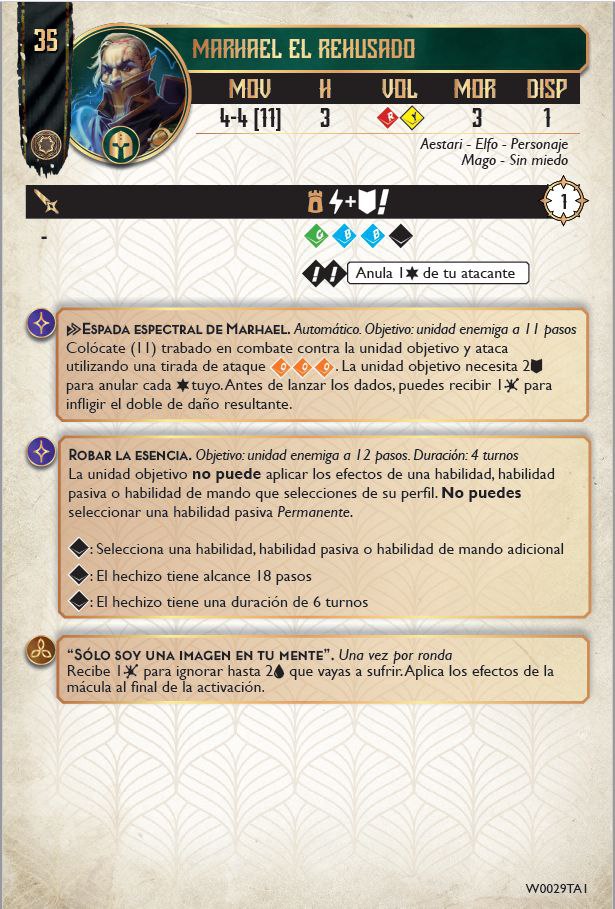 35
MARHAEL EL REHUSADO
MOV H VOL MOR DISP
4-4 [11] 3 R Y 3 1
Aestari - Elfo - Personaje
Mago - Sin miedo
+ ! 1
- G B B
! ! Anula 1 de tu atacante
ESPADA ESPECTRAL DE MARHAEL. Automático. Objetivo: unidad enemiga a 11 pasos
Colócate (11) trabado en combate contra la unidad objetivo y ataca
utilizando una tirada de ataque O O O. La unidad objetivo necesita 2
para anular cada tuyo. Antes de lanzar los dados, puedes recibir 1 para
infligir el doble de daño resultante.
ROBAR LA ESENCIA. Objetivo: unidad enemiga a 12 pasos. Duración: 4 turnos
La unidad objetivo no puede aplicar los efectos de una habilidad, habilidad
pasiva o habilidad de mando que selecciones de su perfil. No puedes
seleccionar una habilidad pasiva Permanente.
: Selecciona una habilidad, habilidad pasiva o habilidad de mando adicional
: El hechizo tiene alcance 18 pasos
: El hechizo tiene una duración de 6 turnos
"SÓLO SOY UNA IMAGEN EN TU MENTE". Una vez por ronda
Recibe 1 para ignorar hasta 2 que vayas a sufrir. Aplica los efectos de la
mácula al final de la activación.
W0029TA1